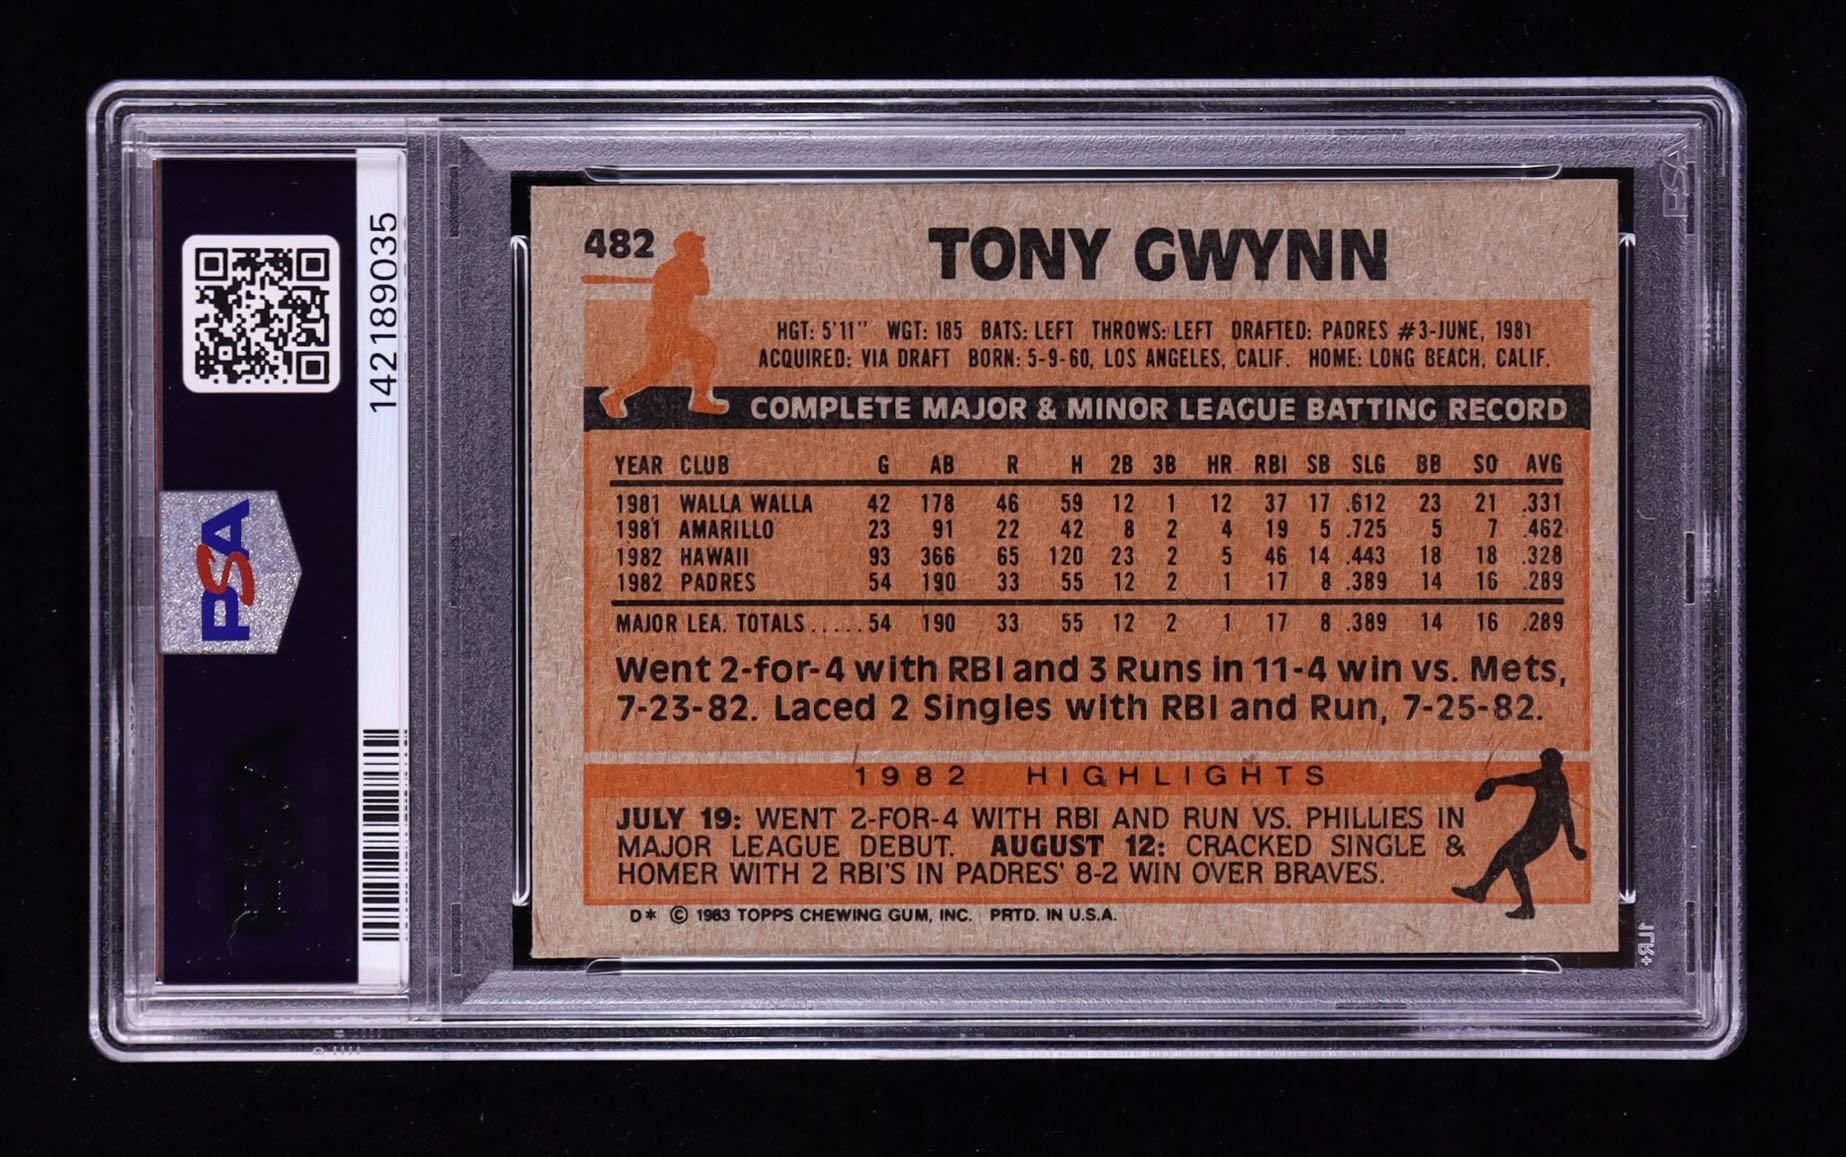 142189035
PSA
PSA
PSA
482
TONY GWYNN
HGT: 5'11" WGT: 185 BATS: LEFT THROWS: LEFT DRAFTED: PADRES #3-JUNE, 1981
ACQUIRED: VIA DRAFT BORN: 5-9-60, LOS ANGELES, CALIF. HOME: LONG BEACH, CALIF.
COMPLETE MAJOR & MINOR LEAGUE BATTING RECORD
YEAR CLUB G AB R H 2B 3B HR RBI SB SLG BB SO AVG
1981 WALLA WALLA 42 178 46 59 12 1 12 37 17 .612 23 21 .331
1981 AMARILLO 23 91 22 42 8 2 4 19 5 .725 5 7 .462
1982 HAWAII 93 366 65 120 23 2 5 46 14 .443 18 18 .328
1982 PADRES 54 190 33 55 12 2 1 17 8 .389 14 16 .289
MAJOR LEA. TOTALS.....54 190 33 55 12 2 1 17 8 .389 14 16 .289
Went 2-for-4 with RBI and 3 Runs in 11-4 win vs. Mets,
7-23-82. Laced 2 Singles with RBI and Run, 7-25-82.
1982 HIGHLIGHTS
JULY 19: WENT 2-FOR-4 WITH RBI AND RUN VS. PHILLIES IN
MAJOR LEAGUE DEBUT. AUGUST 12: CRACKED SINGLE &
HOMER WITH 2 RBI'S IN PADRES' 8-2 WIN OVER BRAVES.
D* © 1983 TOPPS CHEWING GUM, INC. PRTD. IN U.S.A.
1LR+